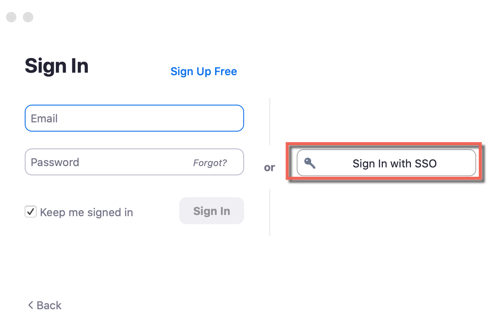 Sign In
Sign Up Free
Email
Password
Forgot?
or
Sign In with SSO
Keep me signed in
Sign In
Back